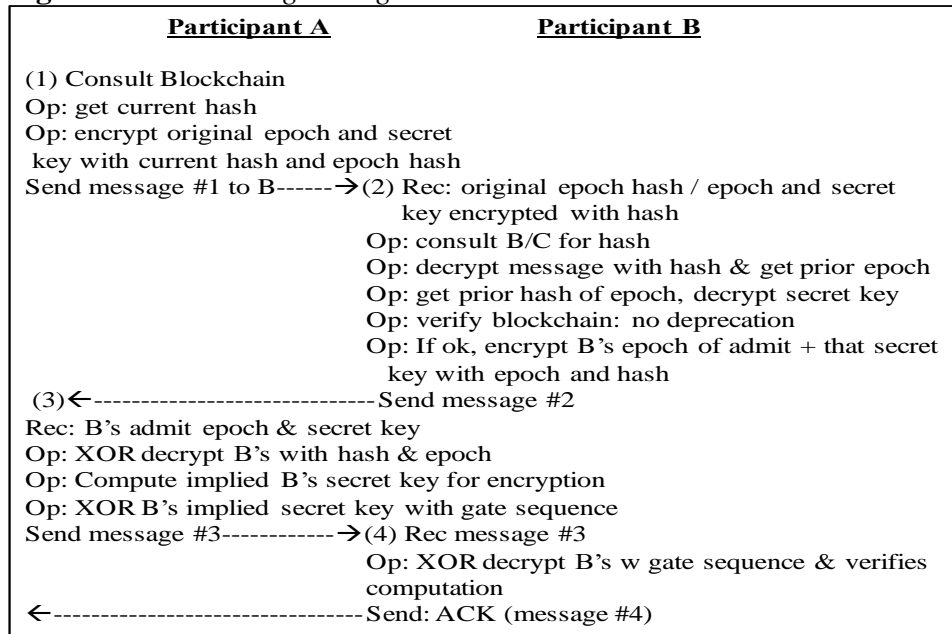 Participant A Participant B
(1) Consult Blockchain
Op: get current hash
Op: encrypt original epoch and secret
key with current hash and epoch hash
Send message #1 to B------→(2) Rec: original epoch hash / epoch and secret
key encrypted with hash
Op: consult B/C for hash
Op: decrypt message with hash & get prior epoch
Op: get prior hash of epoch, decrypt secret key
Op: verify blockchain: no deprecation
Op: If ok, encrypt B's epoch of admit + that secret
key with epoch and hash
(3)←------------------------------Send message #2
Rec: B's admit epoch & secret key
Op: XOR decrypt B's with hash & epoch
Op: Compute implied B's secret key for encryption
Op: XOR B's implied secret key with gate sequence
Send message #3------------→(4) Rec message #3
Op: XOR decrypt B's w gate sequence & verifies
computation
←---------------------------------Send: ACK (message #4)